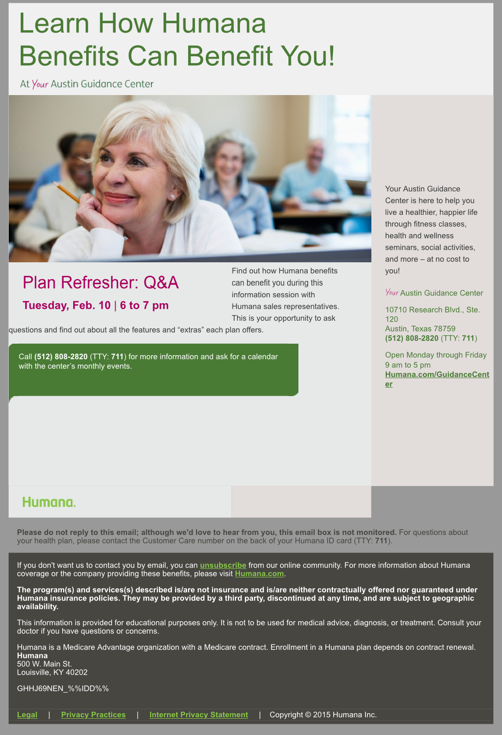 Learn How Humana
Benefits Can Benefit You!
At Your Austin Guidance Center
Plan Refresher: Q&A
Tuesday, Feb. 10 | 6 to 7 pm
Find out how Humana benefits
can benefit you during this
information session with
Humana sales representatives.
This is your opportunity to ask
questions and find out about all the features and “extras” each plan offers.
Call (512) 808-2820 (TTY: 711) for more information and ask for a calendar
with the center’s monthly events.
Your Austin Guidance
Center is here to help you
live a healthier, happier life
through fitness classes,
health and wellness
seminars, social activities,
and more – at no cost to
you!
Your Austin Guidance Center
10710 Research Blvd., Ste.
120
Austin, Texas 78759
(512) 808-2820 (TTY: 711)
Open Monday through Friday
9 am to 5 pm
Humana.com/GuidanceCent
er
Humana.
Please do not reply to this email; although we'd love to hear from you, this email box is not monitored. For questions about
your health plan, please contact the Customer Care number on the back of your Humana ID card (TTY: 711).
If you don't want us to contact you by email, you can unsubscribe from our online community. For more information about Humana
coverage or the company providing these benefits, please visit Humana.com.
The program(s) and services(s) described is/are not insurance and is/are neither contractually offered nor guaranteed under
Humana insurance policies. They may be provided by a third party, discontinued at any time, and are subject to geographic
availability.
This information is provided for educational purposes only. It is not to be used for medical advice, diagnosis, or treatment. Consult your
doctor if you have questions or concerns.
Humana is a Medicare Advantage organization with a Medicare contract. Enrollment in a Humana plan depends on contract renewal.
Humana
500 W. Main St.
Louisville, KY 40202
GHHJ69NEN_%%IDD%%
Legal | Privacy Practices | Internet Privacy Statement | Copyright © 2015 Humana Inc.